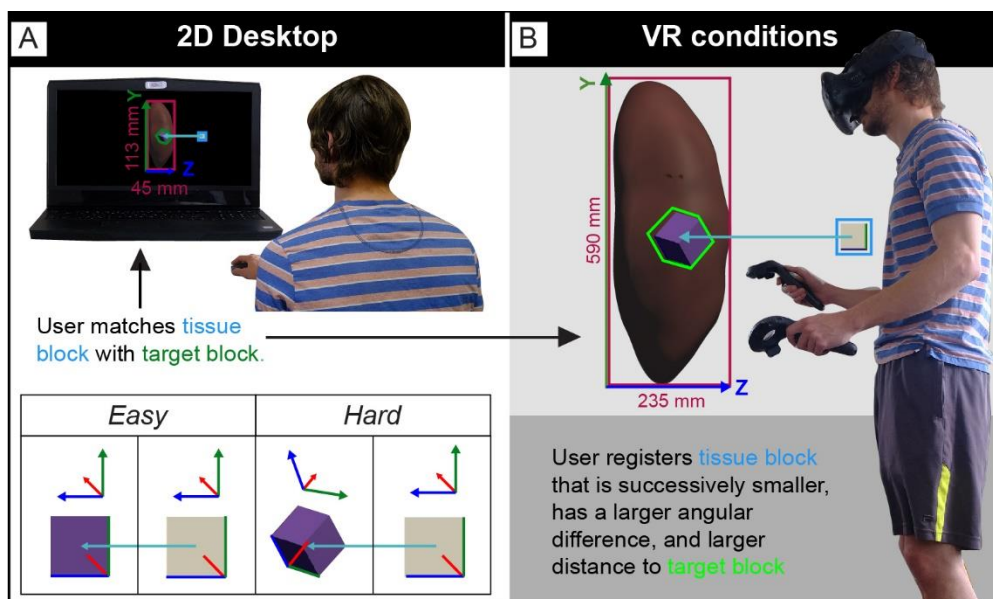 A
2D Desktop
Y
113 mm
Z
45 mm
User matches tissue
block with target block.
Easy
Hard
B
VR conditions
Y
590 mm
235 mm
Z
User registers tissue block
that is successively smaller,
has a larger angular
difference, and larger
distance to target block